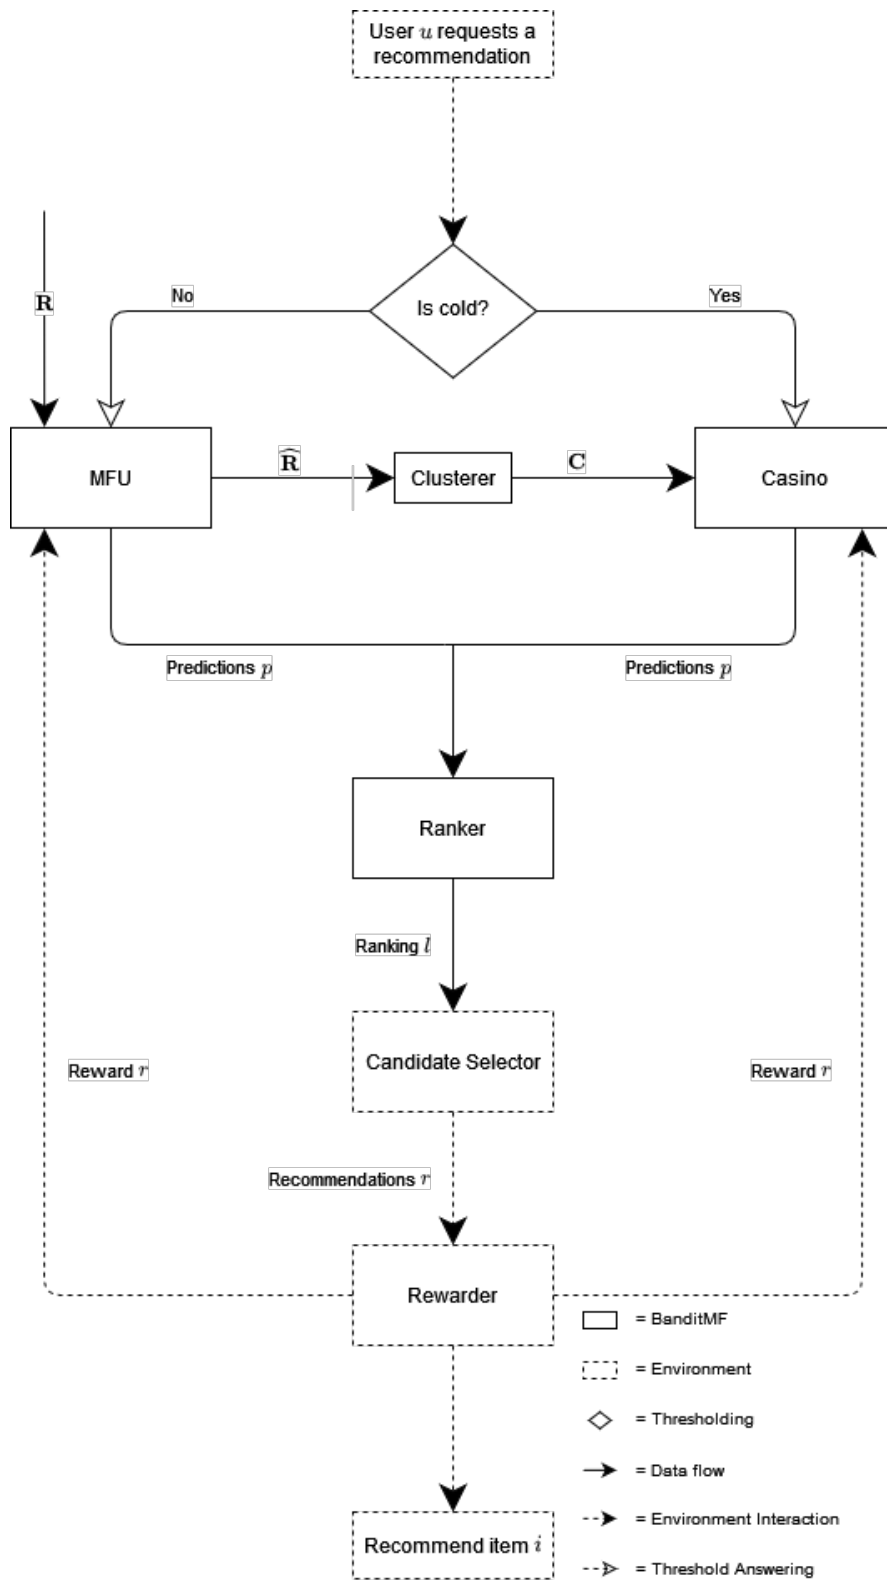 User u requests a
recommendation
Is cold?
No
Yes
R
MFU
R̂
Clusterer
C
Casino
Predictions p
Predictions p
Ranker
Ranking l
Candidate Selector
Reward r
Reward r
Recommendations r
Rewarder
= BanditMF
= Environment
= Thresholding
= Data flow
= Environment Interaction
Recommend item i
= Threshold Answering